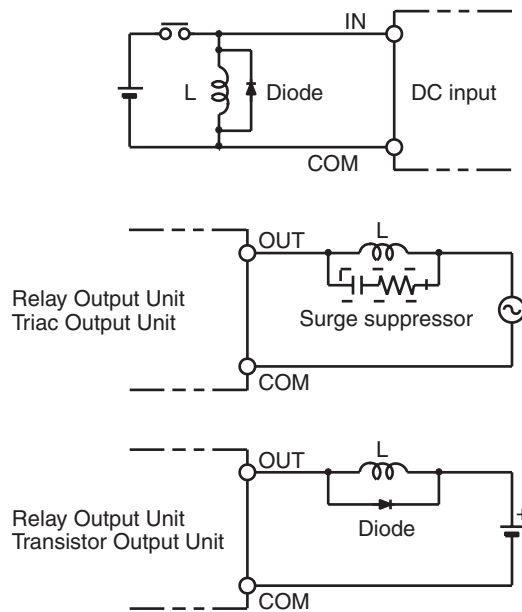 IN
L
Diode
DC input
COM
OUT
L
Relay Output Unit
Triac Output Unit
Surge suppressor
COM
OUT
L
Relay Output Unit
Transistor Output Unit
Diode
+
COM